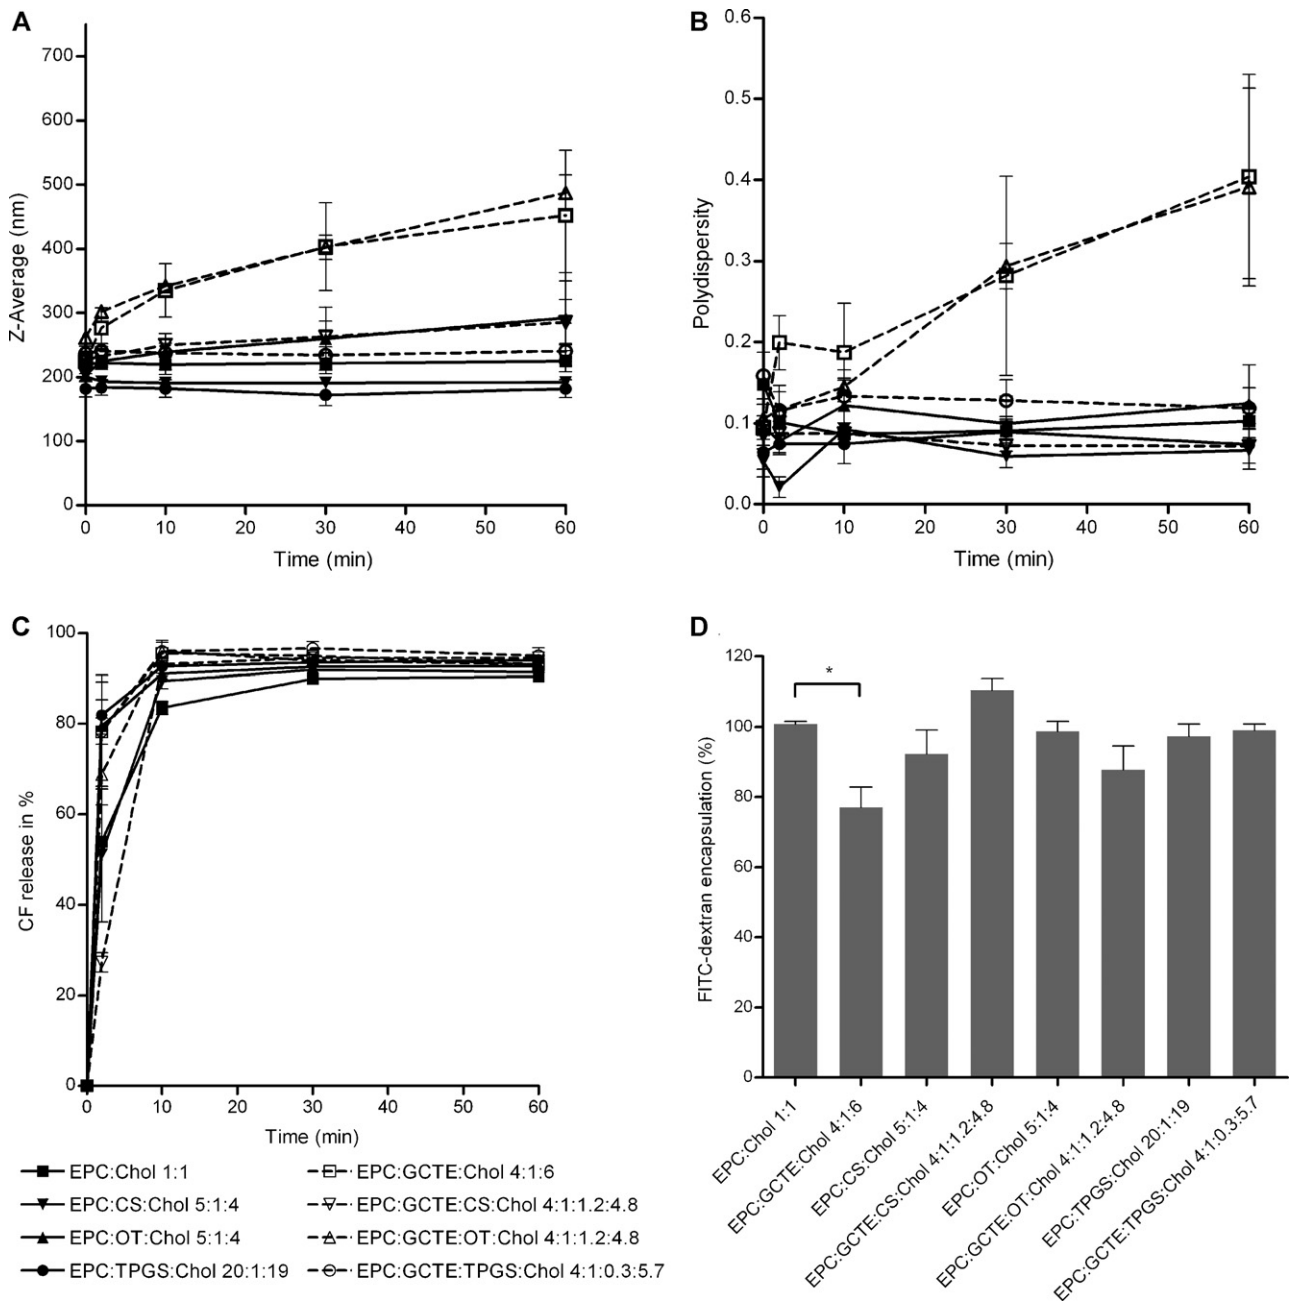 A
Z-Average (nm)
700
600
500
400
300
200
100
0
0 10 20 30 40 50 60
Time (min)
B
Polydispersity
0.6
0.5
0.4
0.3
0.2
0.1
0.0
0 10 20 30 40 50 60
Time (min)
C
CF release in %
100
80
60
40
20
0
0 10 20 30 40 50 60
Time (min)
EPC:Chol 1:1
EPC:CS:Chol 5:1:4
EPC:OT:Chol 5:1:4
EPC:TPGS:Chol 20:1:19
EPC:GCTE:Chol 4:1:6
EPC:GCTE:CS:Chol 4:1:1.2:4.8
EPC:GCTE:OT:Chol 4:1:1.2:4.8
EPC:GCTE:TPGS:Chol 4:1:0.3:5.7
D
FITC-dextran encapsulation (%)
120
100
80
60
40
20
0
*
EPC:Chol 1:1
EPC:GCTE:Chol 4:1:6
EPC:CS:Chol 5:1:4
EPC:GCTE:CS:Chol 4:1:1.2:4.8
EPC:OT:Chol 5:1:4
EPC:GCTE:OT:Chol 4:1:1.2:4.8
EPC:TPGS:Chol 20:1:19
EPC:GCTE:TPGS:Chol 4:1:0.3:5.7